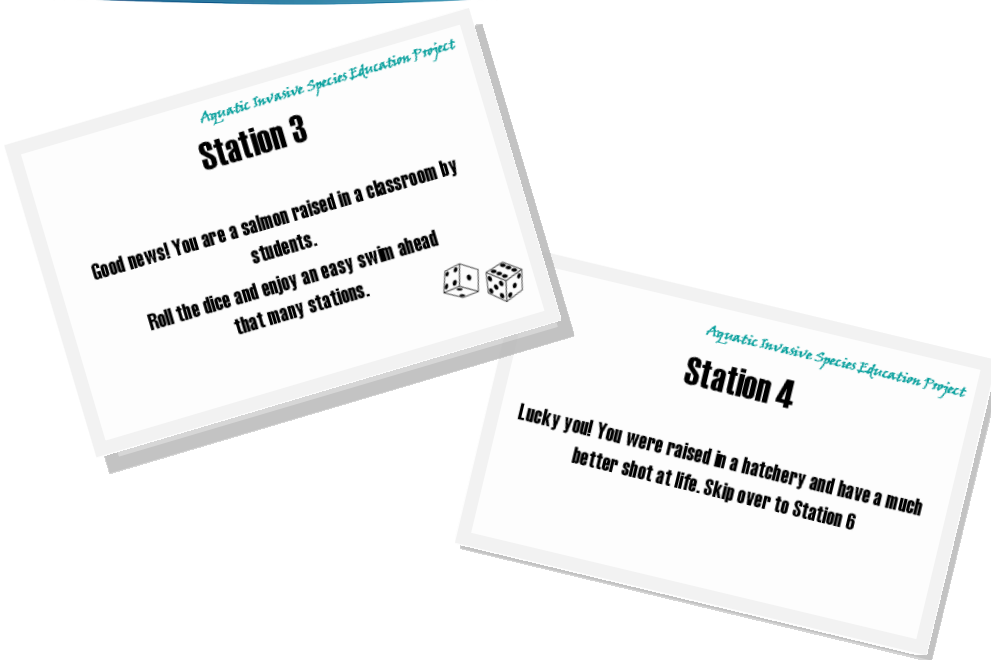 Aquatic Invasive Species Education Project
Station 3
Good news! You are a salmon raised in a classroom by
students.
Roll the dice and enjoy an easy swim ahead
that many stations.
Aquatic Invasive Species Education Project
Station 4
Lucky you! You were raised in a hatchery and have a much
better shot at life. Skip over to Station 6